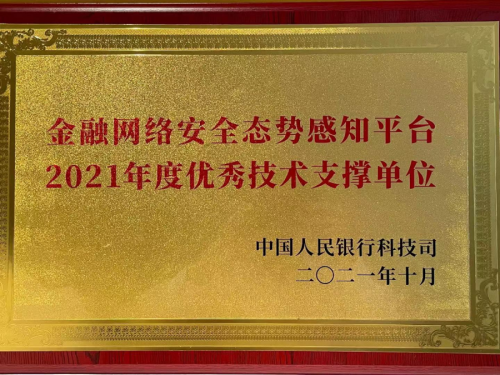 金融网络安全态势感知平台
2021年度优秀技术支撑单位
中国人民银行科技司
二〇二一年十月